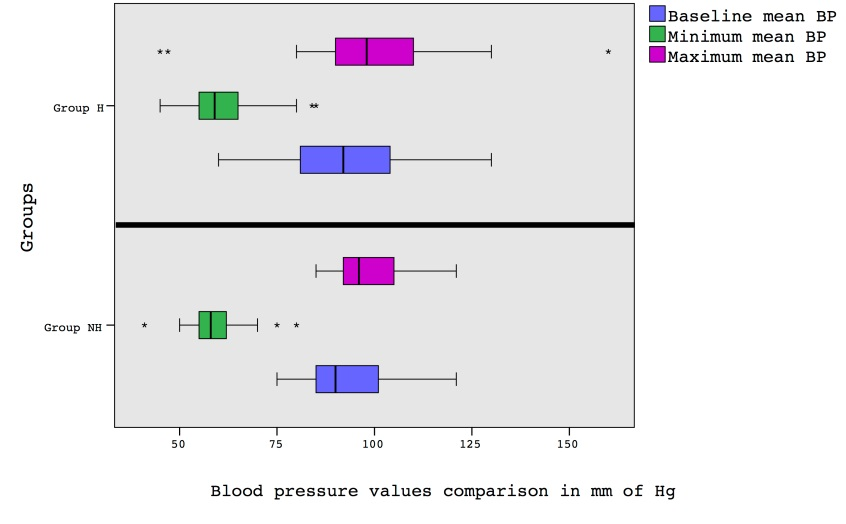 Baseline mean BP
Minimum mean BP
Maximum mean BP
** *
Group H
**
Groups
Group NH
* * *
50 75 100 125 150
Blood pressure values comparison in mm of Hg